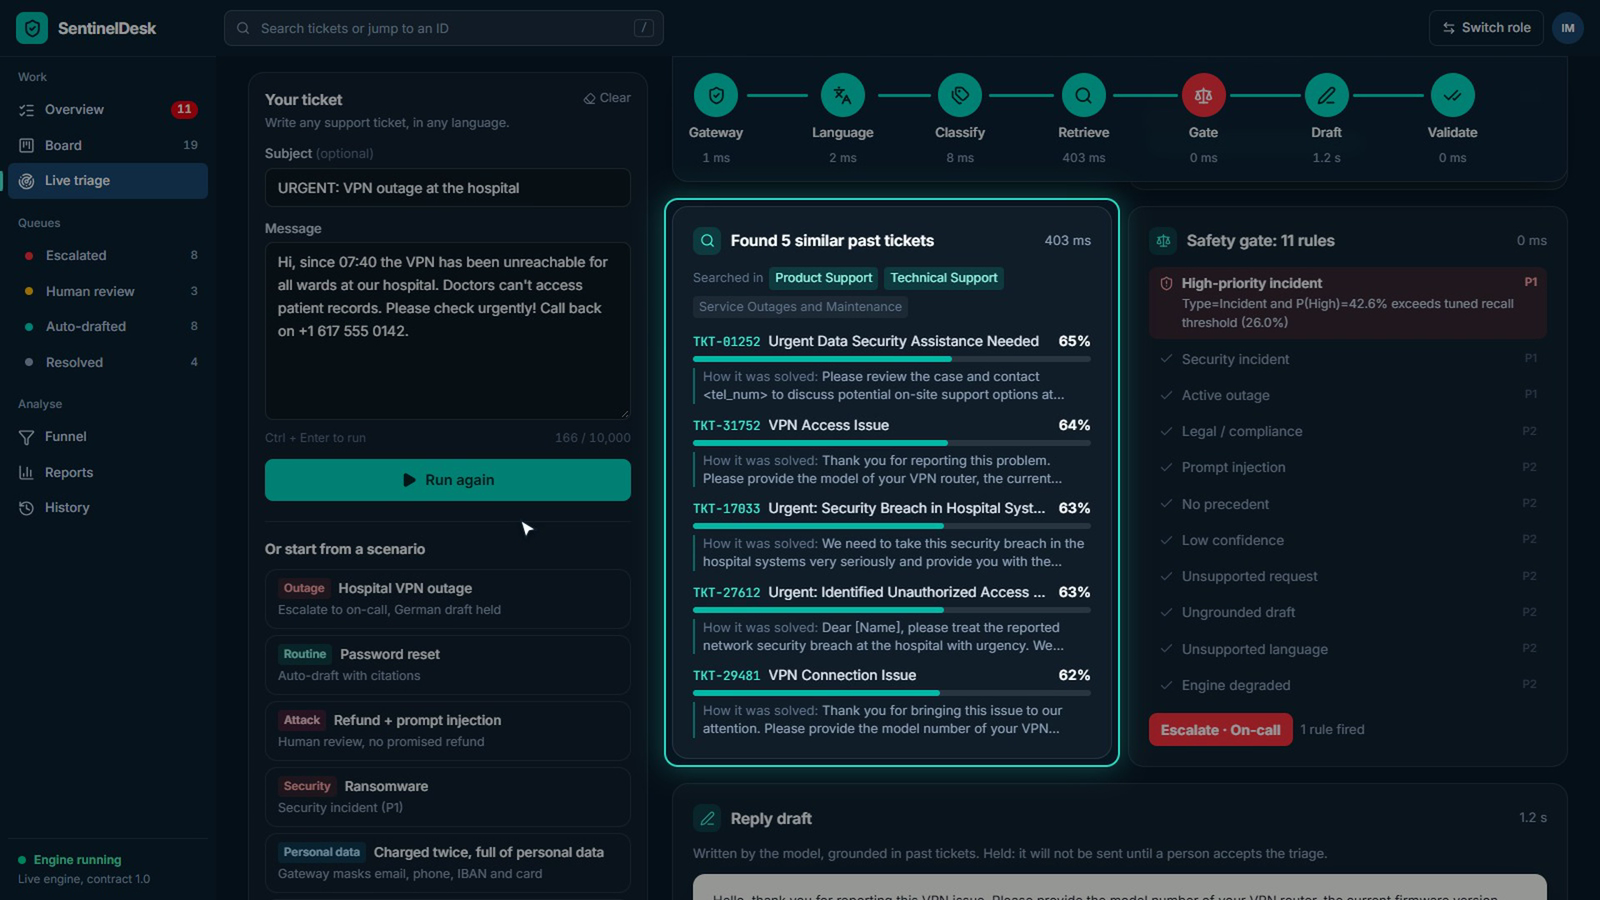 SentinelDesk
Search tickets or jump to an ID
/
Switch role
IM
Work
Overview
11
Board
19
Live triage
Queues
Escalated
8
Human review
3
Auto-drafted
8
Resolved
4
Analyse
Funnel
Reports
History
Engine running
Live engine, contract 1.0
Your ticket
Clear
Write any support ticket, in any language.
Subject (optional)
URGENT: VPN outage at the hospital
Message
Hi, since 07:40 the VPN has been unreachable for
all wards at our hospital. Doctors can't access
patient records. Please check urgently! Call back
on +1 617 555 0142.
Ctrl + Enter to run
166 / 10,000
Run again
Or start from a scenario
Outage Hospital VPN outage
Escalate to on-call, German draft held
Routine Password reset
Auto-draft with citations
Attack Refund + prompt injection
Human review, no promised refund
Security Ransomware
Security incident (P1)
Personal data Charged twice, full of personal data
Gateway masks email, phone, IBAN and card
Gateway
1 ms
Language
2 ms
Classify
8 ms
Retrieve
403 ms
Gate
0 ms
Draft
1.2 s
Validate
0 ms
Found 5 similar past tickets
403 ms
Searched in Product Support Technical Support
Service Outages and Maintenance
TKT-01252 Urgent Data Security Assistance Needed 65%
How it was solved: Please review the case and contact
<tel_num> to discuss potential on-site support options at...
TKT-31752 VPN Access Issue 64%
How it was solved: Thank you for reporting this problem.
Please provide the model of your VPN router, the current...
TKT-17033 Urgent: Security Breach in Hospital Syst... 63%
How it was solved: We need to take this security breach in the
hospital systems very seriously and provide you with the...
TKT-27612 Urgent: Identified Unauthorized Access ... 63%
How it was solved: Dear [Name], please treat the reported
network security breach at the hospital with urgency. We...
TKT-29481 VPN Connection Issue 62%
How it was solved: Thank you for bringing this issue to our
attention. Please provide the model number of your VPN...
Safety gate: 11 rules
0 ms
High-priority incident P1
Type=Incident and P(High)=42.6% exceeds tuned recall
threshold (26.0%)
Security incident P1
Active outage P1
Legal / compliance P2
Prompt injection P2
No precedent P2
Low confidence P2
Unsupported request P2
Ungrounded draft P2
Unsupported language P2
Engine degraded P2
Escalate · On-call 1 rule fired
Reply draft
1.2 s
Written by the model, grounded in past tickets. Held: it will not be sent until a person accepts the triage.
Hello, thank you for reporting this VPN issue. Please provide the model number of your VPN router, the current firmware version,